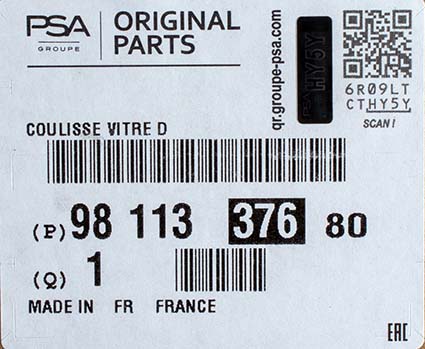 PSA
GROUPE
ORIGINAL
PARTS
qr.groupe-psa.com
HY5Y
6R09LT
CTHY5Y
SCAN!
COULISSE VITRE D
(P) 98 113 376 80
(Q) 1
MADE IN FR FRANCE
EAC